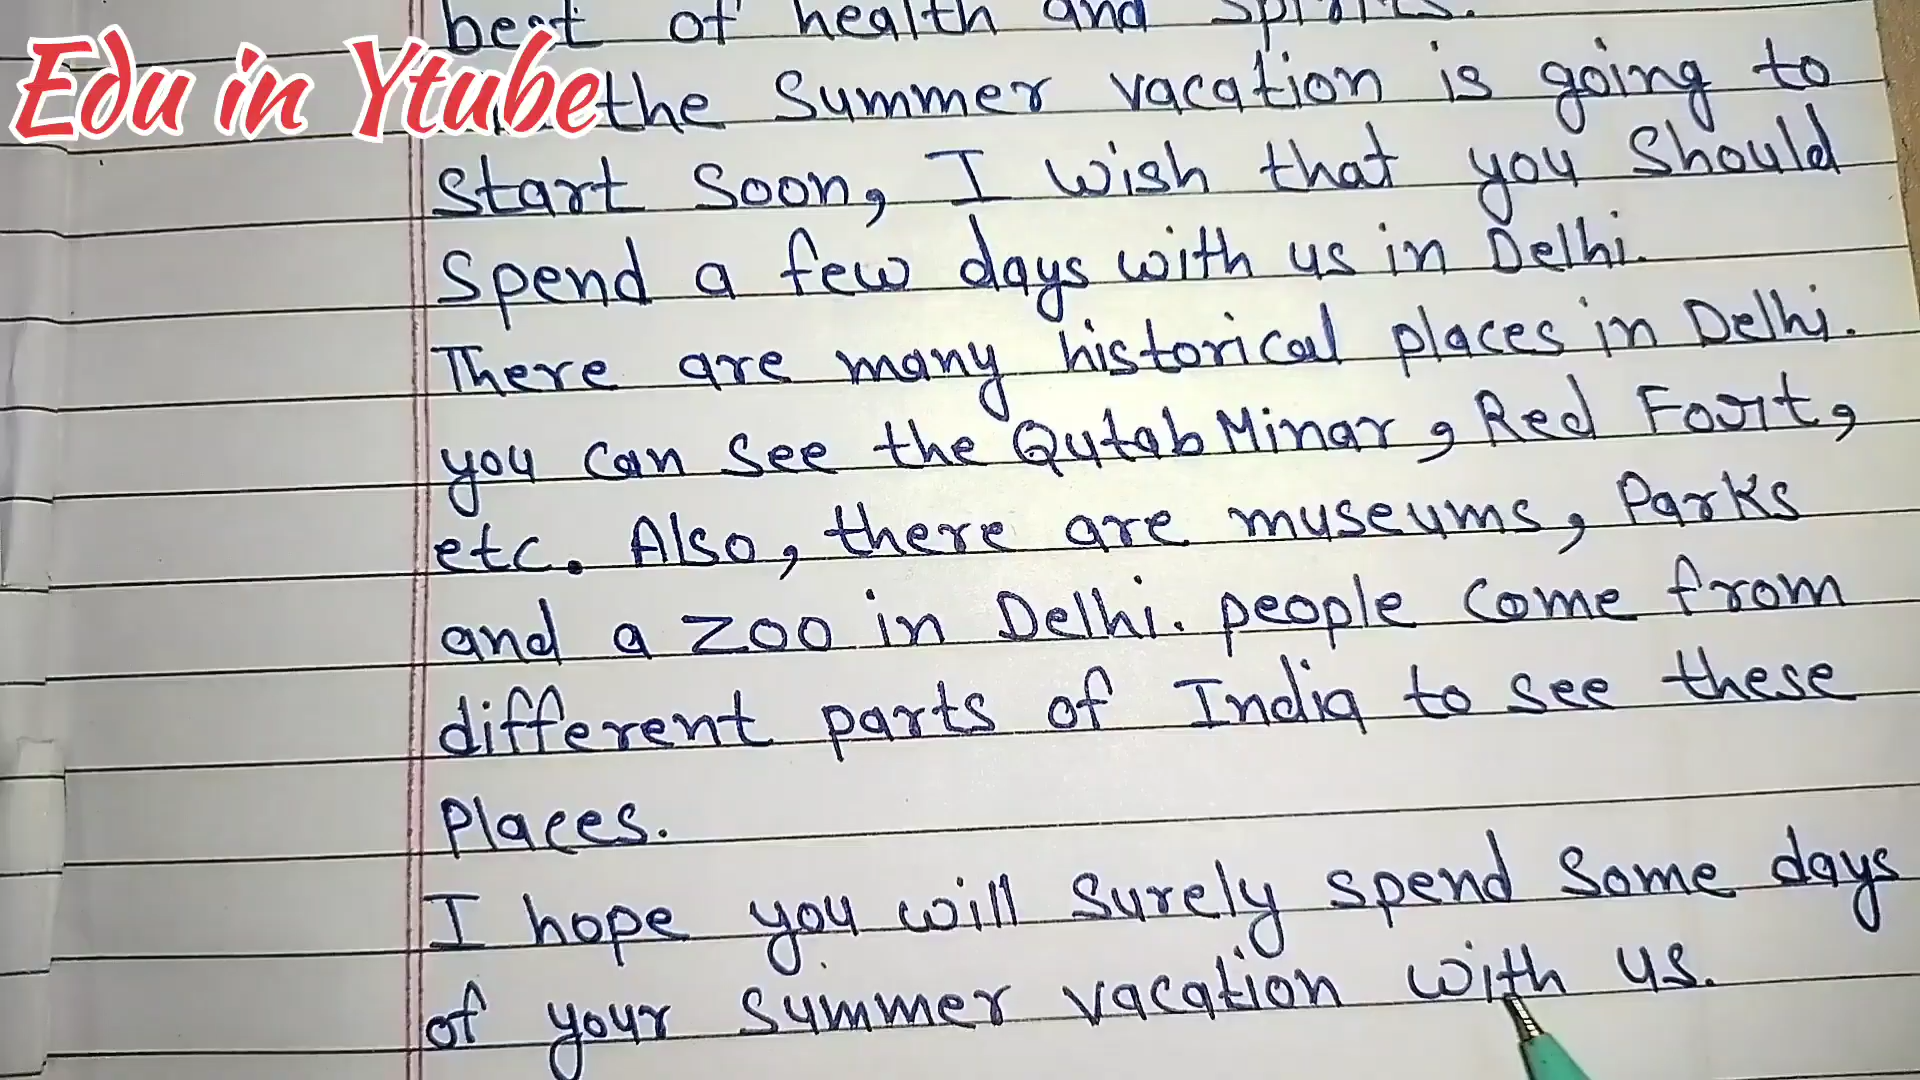 best of health and spirits.
Edu in Ytube
the Summer vacation is going to
Start Soon, I wish that you Should
Spend a few days with us in Delhi.
There are many historical places in Delhi.
you can see the Qutab Minar, Red Fort,
etc. Also, there are museums, Parks
and a zoo in Delhi. people Come from
different parts of India to see these
Places.
I hope you will Surely spend Some days
of your Summer vacation with us.